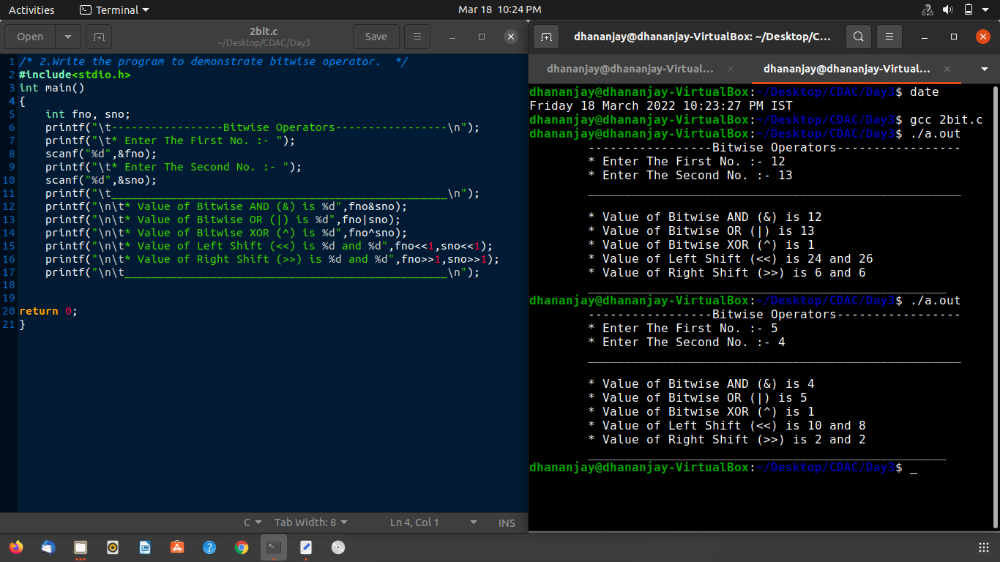 Activities Terminal Mar 18 10:24 PM
Open 2bit.c Save
~/Desktop/CDAC/Day3
1 /* 2.Write the program to demonstrate bitwise operator.  */
2 #include<stdio.h>
3 int main()
4 {
5     int fno, sno;
6     printf("\t-----------------Bitwise Operators-----------------\n");
7     printf("\t* Enter The First No. :- ");
8     scanf("%d",&fno);
9     printf("\t* Enter The Second No. :- ");
10     scanf("%d",&sno);
11     printf("\t___________________________________________________\n");
12     printf("\n\t* Value of Bitwise AND (&) is %d",fno&sno);
13     printf("\n\t* Value of Bitwise OR (|) is %d",fno|sno);
14     printf("\n\t* Value of Bitwise XOR (^) is %d",fno^sno);
15     printf("\n\t* Value of Left Shift (<<) is %d and %d",fno<<1,sno<<1);
16     printf("\n\t* Value of Right Shift (>>) is %d and %d",fno>>1,sno>>1);
17     printf("\n\t_________________________________________________\n");
18
19
20 return 0;
21 }
C Tab Width: 8 Ln 4, Col 1 INS
dhananjay@dhananjay-VirtualBox: ~/Desktop/C...
dhananjay@dhananjay-Virtual... dhananjay@dhananjay-Virtual...
dhananjay@dhananjay-VirtualBox:~/Desktop/CDAC/Day3$ date
Friday 18 March 2022 10:23:27 PM IST
dhananjay@dhananjay-VirtualBox:~/Desktop/CDAC/Day3$ gcc 2bit.c
dhananjay@dhananjay-VirtualBox:~/Desktop/CDAC/Day3$ ./a.out
-----------------Bitwise Operators-----------------
* Enter The First No. :- 12
* Enter The Second No. :- 13
___________________________________________________
* Value of Bitwise AND (&) is 12
* Value of Bitwise OR (|) is 13
* Value of Bitwise XOR (^) is 1
* Value of Left Shift (<<) is 24 and 26
* Value of Right Shift (>>) is 6 and 6
_________________________________________________
dhananjay@dhananjay-VirtualBox:~/Desktop/CDAC/Day3$ ./a.out
-----------------Bitwise Operators-----------------
* Enter The First No. :- 5
* Enter The Second No. :- 4
___________________________________________________
* Value of Bitwise AND (&) is 4
* Value of Bitwise OR (|) is 5
* Value of Bitwise XOR (^) is 1
* Value of Left Shift (<<) is 10 and 8
* Value of Right Shift (>>) is 2 and 2
_________________________________________________
dhananjay@dhananjay-VirtualBox:~/Desktop/CDAC/Day3$ _